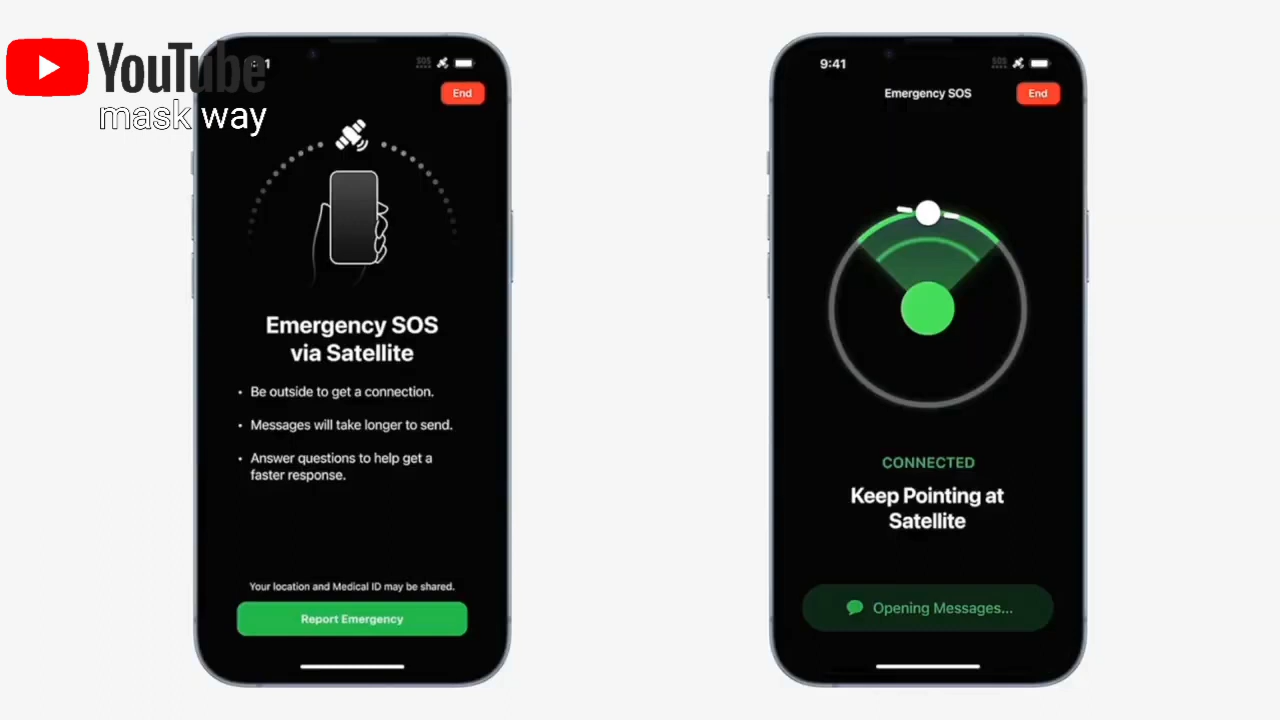 YouTube
mask way
SOS
End
Emergency SOS
via Satellite
• Be outside to get a connection.
• Messages will take longer to send.
• Answer questions to help get a
faster response.
Your location and Medical ID may be shared.
Report Emergency
9:41
SOS
Emergency SOS
End
CONNECTED
Keep Pointing at
Satellite
Opening Messages...